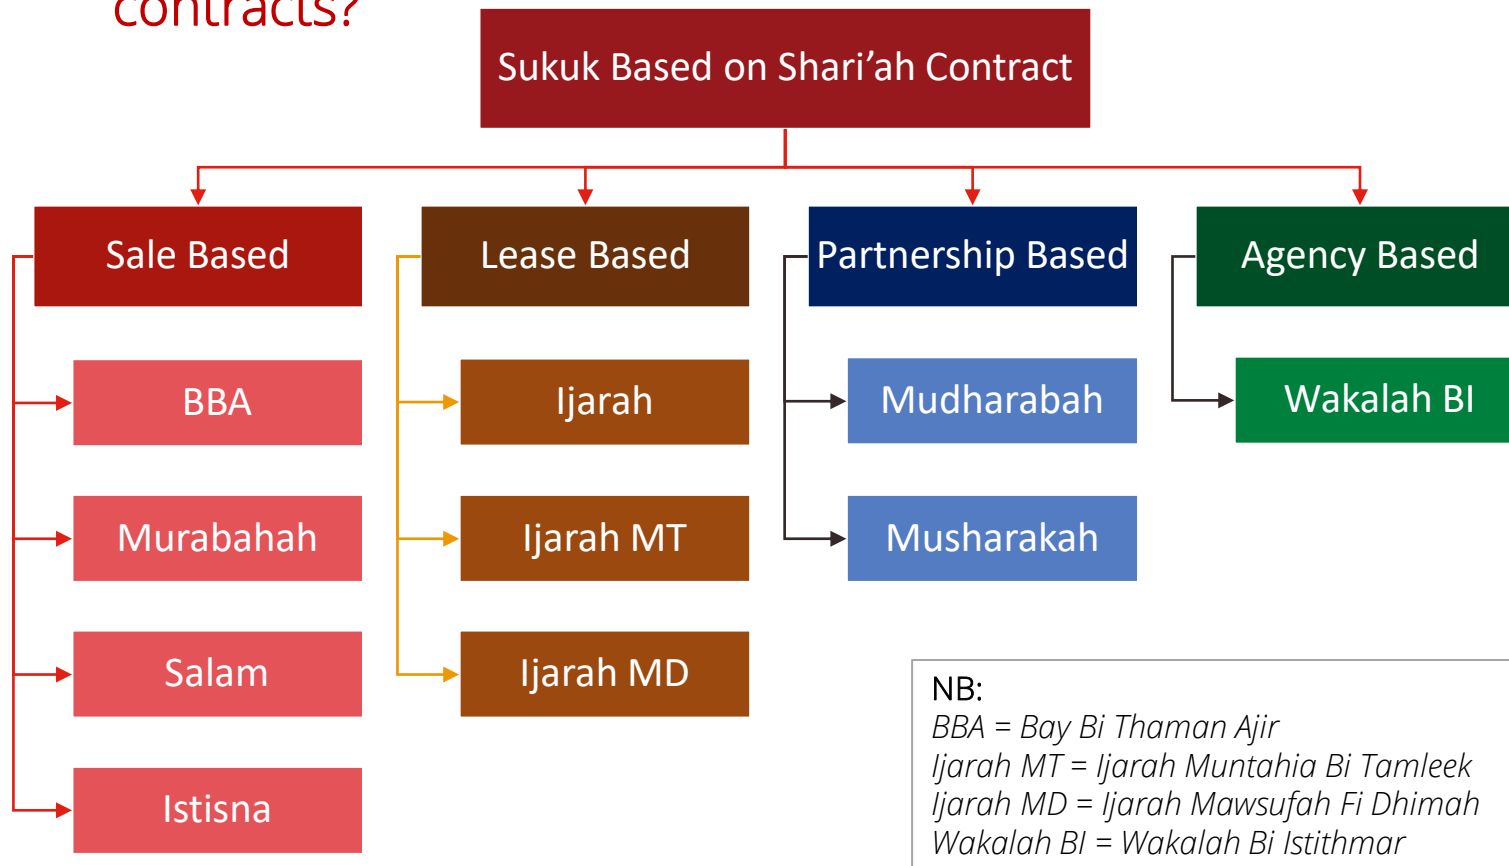 contracts?
Sukuk Based on Shari’ah Contract
Sale Based
Lease Based
Partnership Based
Agency Based
BBA
Ijarah
Mudharabah
Wakalah BI
Murabahah
Ijarah MT
Musharakah
Salam
Ijarah MD
Istisna
NB:
BBA = Bay Bi Thaman Ajir
Ijarah MT = Ijarah Muntahia Bi Tamleek
Ijarah MD = Ijarah Mawsufah Fi Dhimah
Wakalah BI = Wakalah Bi Istithmar